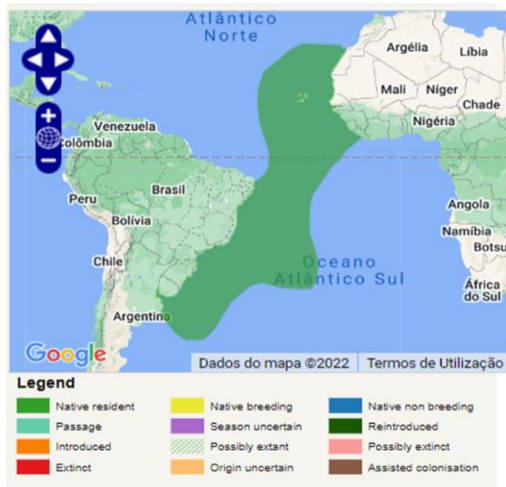 Atlântico
Norte
Argélia
Líbia
Mali
Níger
Chade
Nigéria
Venezuela
Colômbia
Peru
Brasil
Bolívia
Chile
Argentina
Oceano
Atlântico Sul
Angola
Namíbia
Botsu
África
do Sul
Google
Dados do mapa ©2022
Termos de Utilização
Legend
Native resident
Native breeding
Native non breeding
Passage
Season uncertain
Reintroduced
Introduced
Possibly extant
Possibly extinct
Extinct
Origin uncertain
Assisted colonisation